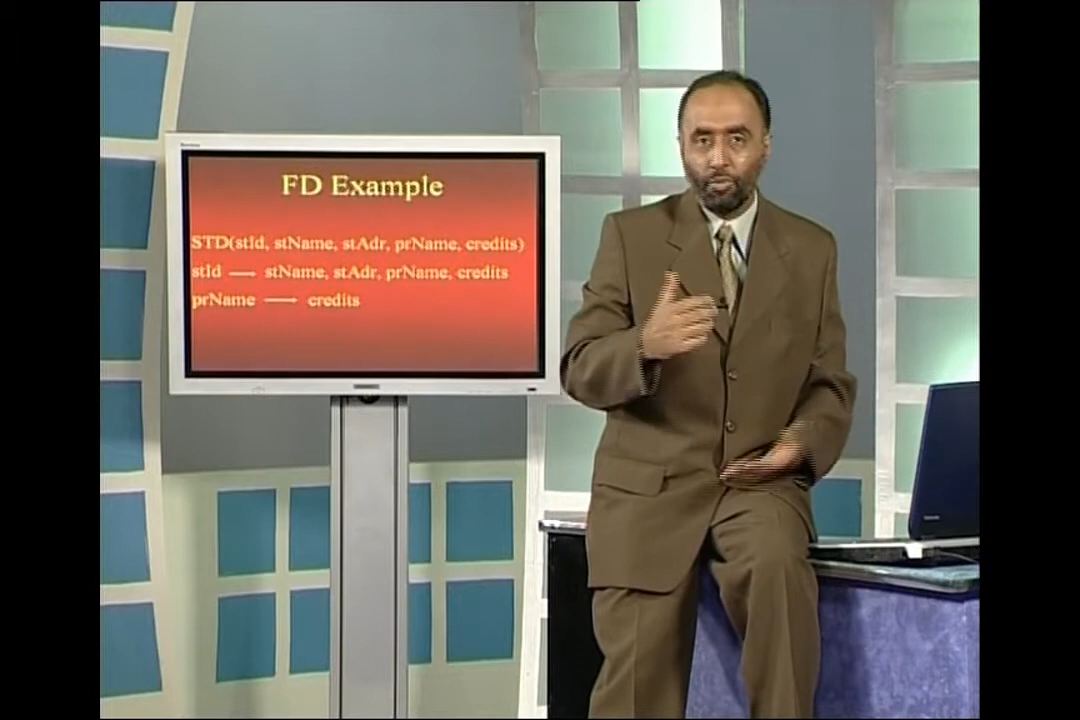 FD Example
STD(stId, stName, stAdr, prName, credits)
stId → stName, stAdr, prName, credits
prName → credits